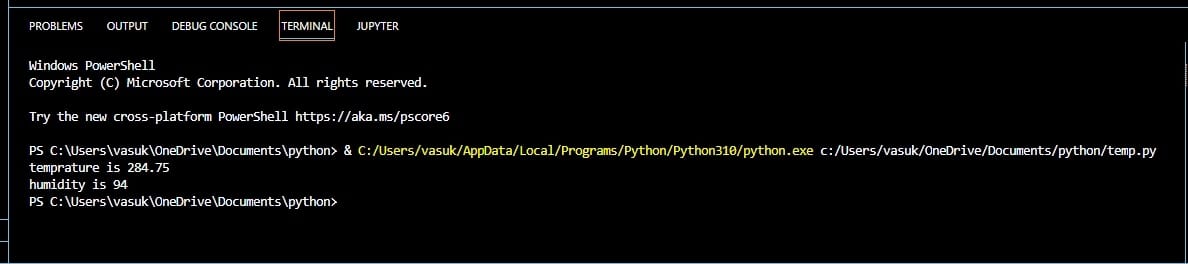 PROBLEMS OUTPUT DEBUG CONSOLE TERMINAL JUPYTER
Windows PowerShell
Copyright (C) Microsoft Corporation. All rights reserved.
Try the new cross-platform PowerShell https://aka.ms/pscore6
PS C:\Users\vasuk\OneDrive\Documents\python> & C:/Users/vasuk/AppData/Local/Programs/Python/Python310/python.exe c:/Users/vasuk/OneDrive/Documents/python/temp.py
temprature is 284.75
humidity is 94
PS C:\Users\vasuk\OneDrive\Documents\python>